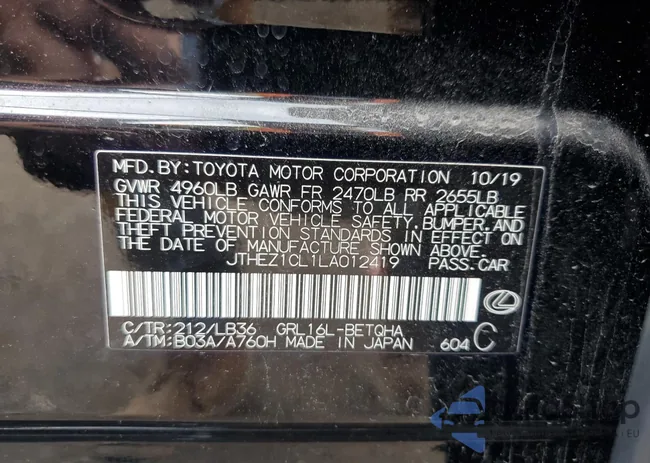 MFD. BY: TOYOTA MOTOR CORPORATION 10/19
GVWR 4960LB GAWR FR 2470LB RR 2655LB
THIS VEHICLE CONFORMS TO ALL APPLICABLE
FEDERAL MOTOR VEHICLE SAFETY, BUMPER, AND
THEFT PREVENTION STANDARDS IN EFFECT ON
THE DATE OF MANUFACTURE SHOWN ABOVE.
JTHEZ1CL1LA012419 PASS. CAR
C/TR: 212/LB36 GRL16L-BETQHA
A/TM: B03A/A760H MADE IN JAPAN 604 C